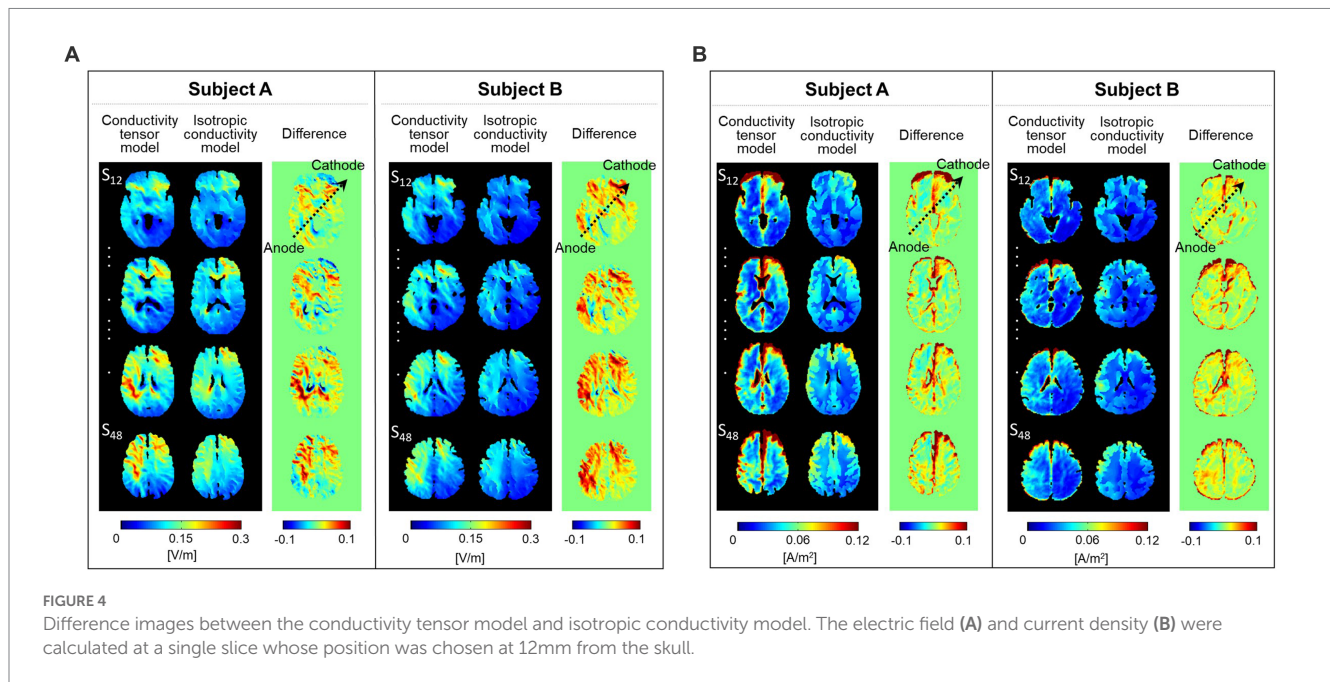 A
Subject A
Subject B
Conductivity tensor model
Isotropic conductivity model
Difference
Conductivity tensor model
Isotropic conductivity model
Difference
S12
Cathode
Anode
S48
S12
Cathode
Anode
S48
0 0.15 0.3
[V/m]
-0.1 0.1
0 0.15 0.3
[V/m]
-0.1 0.1
B
Subject A
Subject B
Conductivity tensor model
Isotropic conductivity model
Difference
Conductivity tensor model
Isotropic conductivity model
Difference
S12
Cathode
Anode
S48
S12
Cathode
Anode
S48
0 0.06 0.12
[A/m²]
-0.1 0.1
0 0.06 0.12
[A/m²]
-0.1 0.1
FIGURE 4
Difference images between the conductivity tensor model and isotropic conductivity model. The electric field (A) and current density (B) were
calculated at a single slice whose position was chosen at 12mm from the skull.